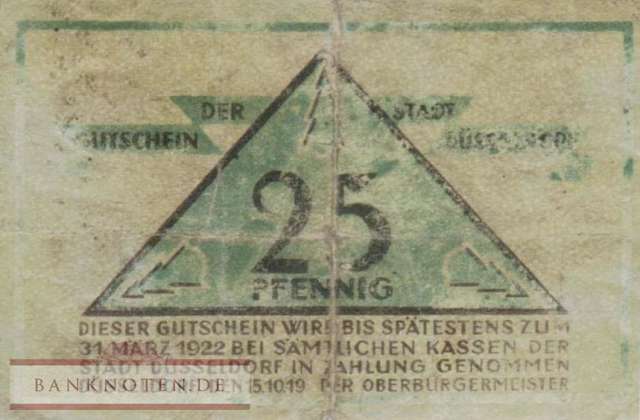 DER STADT
GUTSCHEIN DÜSSELDORF
25
PFENNIG
DIESER GUTSCHEIN WIRD BIS SPÄTESTENS ZUM
31. MÄRZ 1922 BEI SÄMTLICHEN KASSEN DER
STADT DÜSSELDORF IN ZAHLUNG GENOMMEN
15.10.19 DER OBERBÜRGERMEISTER
BANKNOTEN.DE